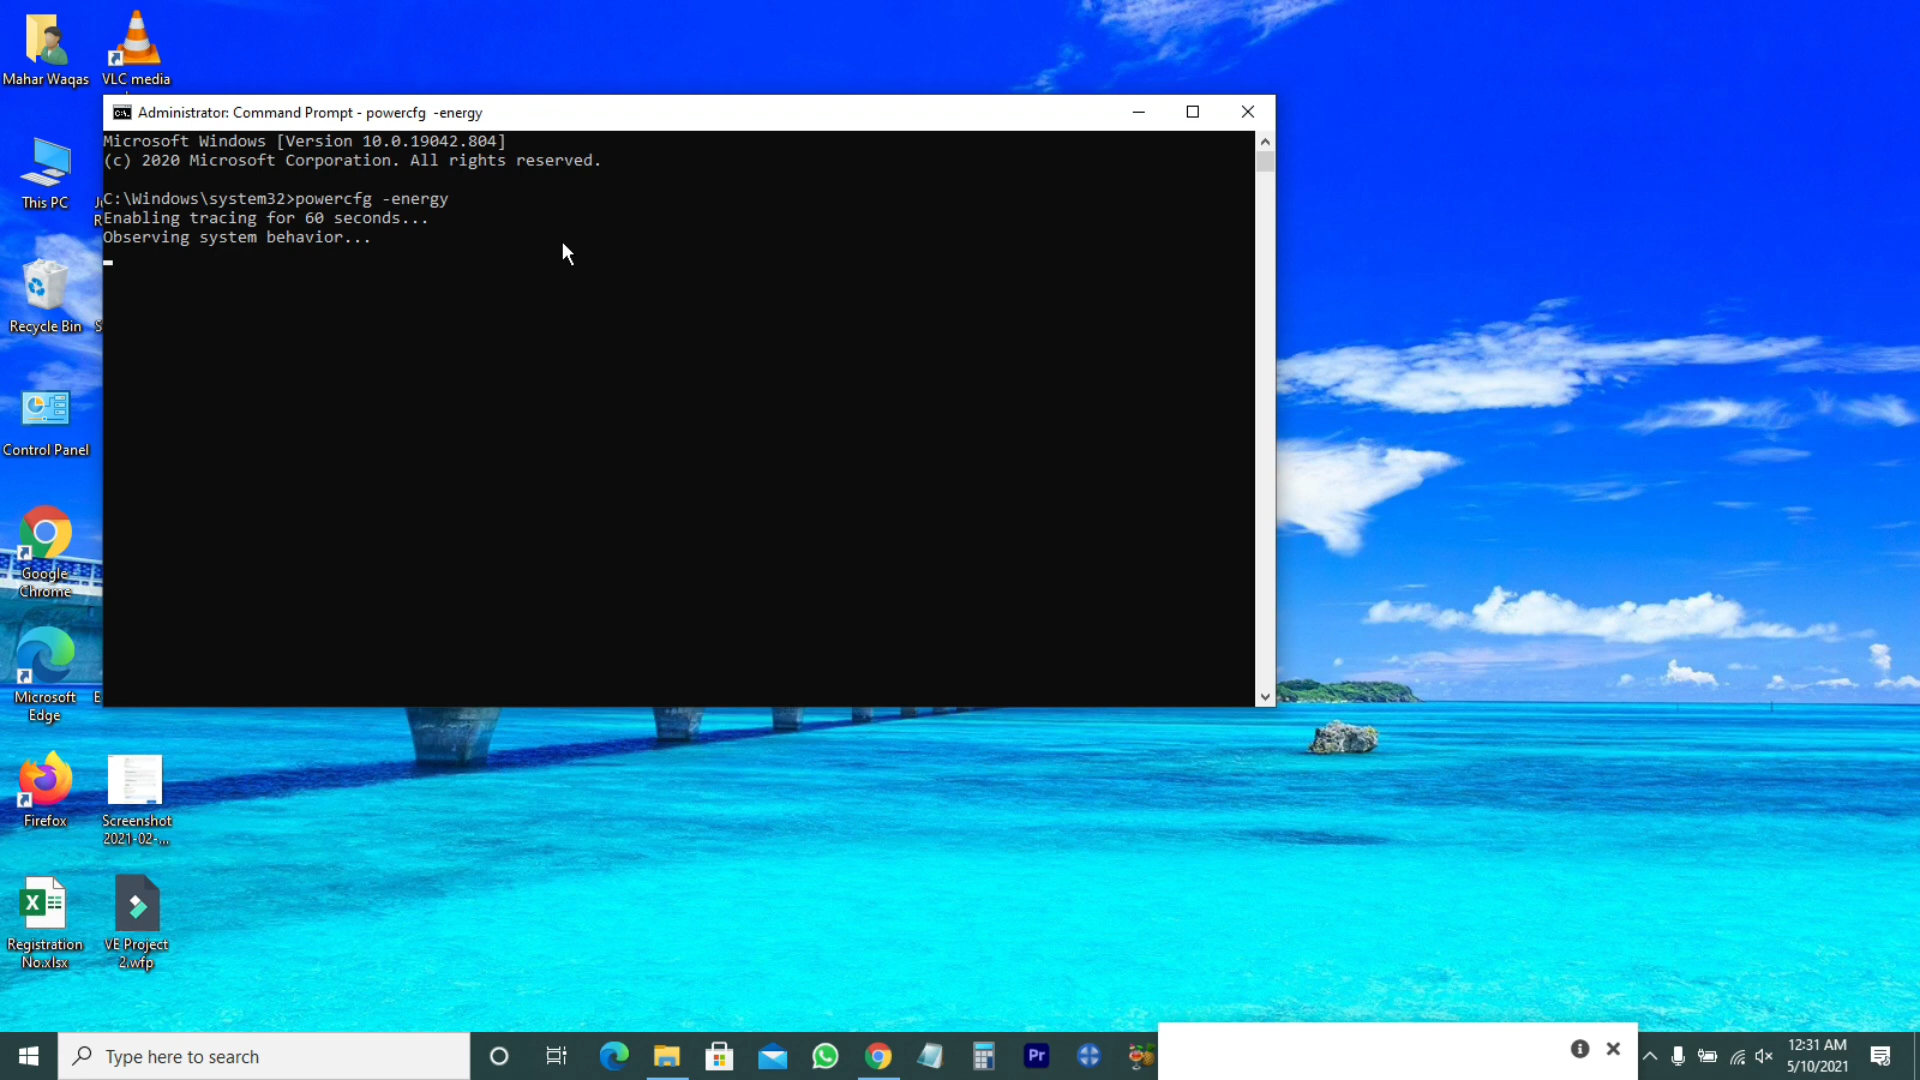 Mahar Waqas
VLC media
This PC
Recycle Bin
Control Panel
Google
Chrome
Microsoft
Edge
Firefox
Screenshot
2021-02-...
Registration
No.xlsx
VE Project
2.wfp
Administrator: Command Prompt - powercfg  -energy
Microsoft Windows [Version 10.0.19042.804]
(c) 2020 Microsoft Corporation. All rights reserved.
C:\Windows\system32>powercfg -energy
Enabling tracing for 60 seconds...
Observing system behavior...
Type here to search
Pr
12:31 AM
5/10/2021